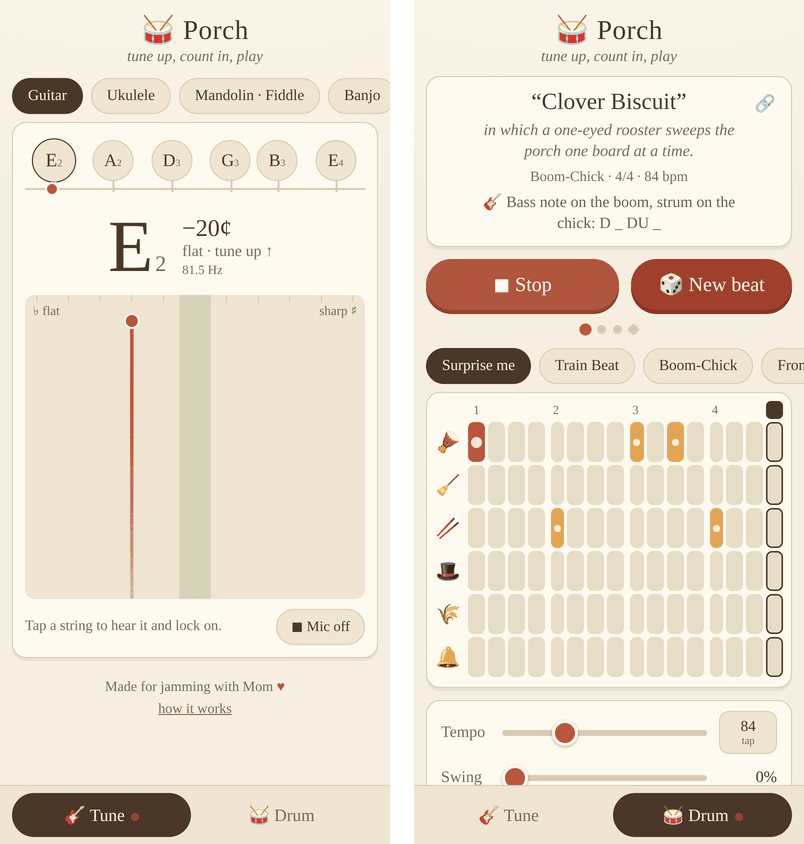 Porch
tune up, count in, play
Guitar
Ukulele
Mandolin · Fiddle
Banjo
E2
A2
D3
G3
B3
E4
E2
−20¢
flat · tune up ↑
81.5 Hz
♭ flat
sharp ♯
Tap a string to hear it and lock on.
Mic off
Made for jamming with Mom ♥
how it works
Tune
Drum
Porch
tune up, count in, play
“Clover Biscuit”
in which a one-eyed rooster sweeps the
porch one board at a time.
Boom-Chick · 4/4 · 84 bpm
Bass note on the boom, strum on the
chick: D _ DU _
Stop
New beat
Surprise me
Train Beat
Boom-Chick
1 2 3 4
Tempo
84
tap
Swing
0%
Tune
Drum